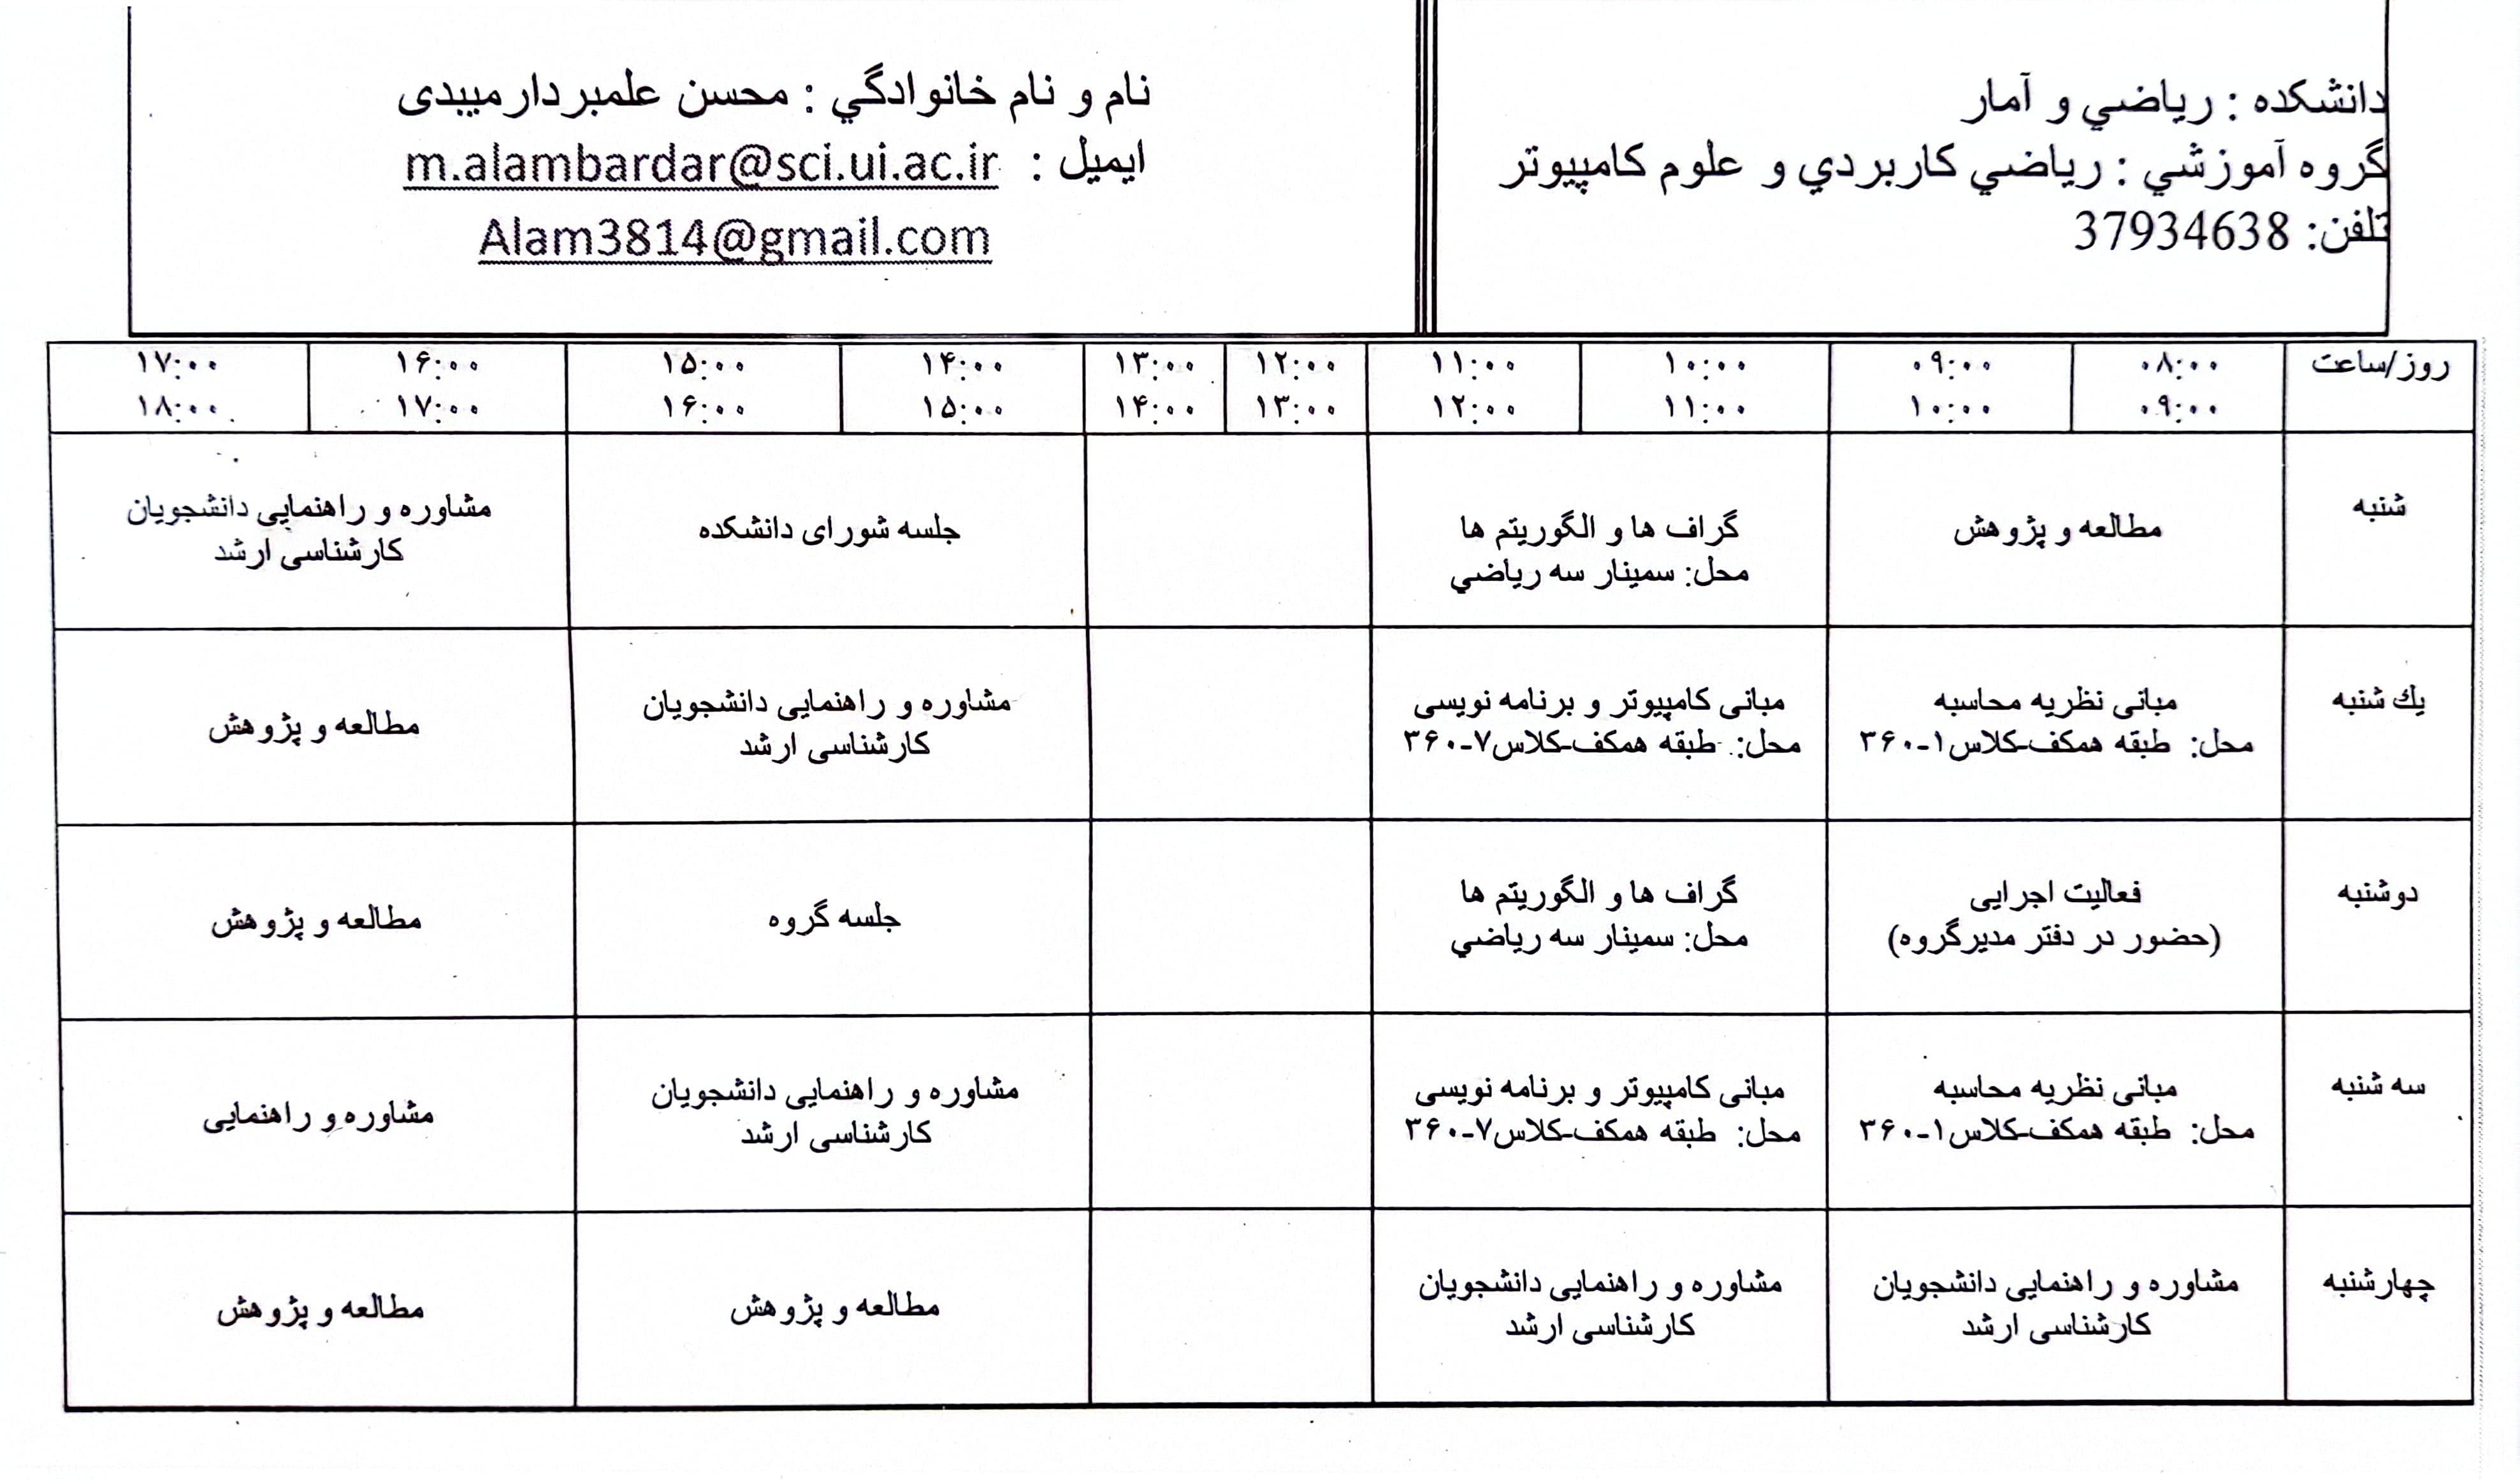 دانشكده : رياضي و آمار
گروه آموزشي : رياضي كاربردي و علوم كامپيوتر
تلفن: 37934638
نام و نام خانوادگي : محسن علمبردارمیبدی
ایمیل : m.alambardar@sci.ui.ac.ir
Alam3814@gmail.com
روز/ساعت ۰۸:۰۰ ۰۹:۰۰ ۱۰:۰۰ ۱۱:۰۰ ۱۲:۰۰ ۱۳:۰۰ ۱۴:۰۰ ۱۵:۰۰ ۱۶:۰۰ ۱۷:۰۰
۰۹:۰۰ ۱۰:۰۰ ۱۱:۰۰ ۱۲:۰۰ ۱۳:۰۰ ۱۴:۰۰ ۱۵:۰۰ ۱۶:۰۰ ۱۷:۰۰ ۱۸:۰۰
شنبه
مطالعه و پژوهش
گراف ها و الگوریتم ها
محل: سمینار سه ریاضي
جلسه شورای دانشکده
مشاوره و راهنمایی دانشجویان
کارشناسی ارشد
يك شنبه
مبانی نظریه محاسبه
محل: طبقه همکف-کلاس۱-۳۶۰
مبانی کامپیوتر و برنامه نویسی
محل: طبقه همکف-کلاس۷-۳۶۰
مشاوره و راهنمایی دانشجویان
کارشناسی ارشد
مطالعه و پژوهش
دوشنبه
فعالیت اجرایی
(حضور در دفتر مدیرگروه)
گراف ها و الگوریتم ها
محل: سمینار سه ریاضي
جلسه گروه
مطالعه و پژوهش
سه شنبه
مبانی نظریه محاسبه
محل: طبقه همکف-کلاس۱-۳۶۰
مبانی کامپیوتر و برنامه نویسی
محل: طبقه همکف-کلاس۷-۳۶۰
مشاوره و راهنمایی دانشجویان
کارشناسی ارشد
مشاوره و راهنمایی
چهارشنبه
مشاوره و راهنمایی دانشجویان
کارشناسی ارشد
مشاوره و راهنمایی دانشجویان
کارشناسی ارشد
مطالعه و پژوهش
مطالعه و پژوهش